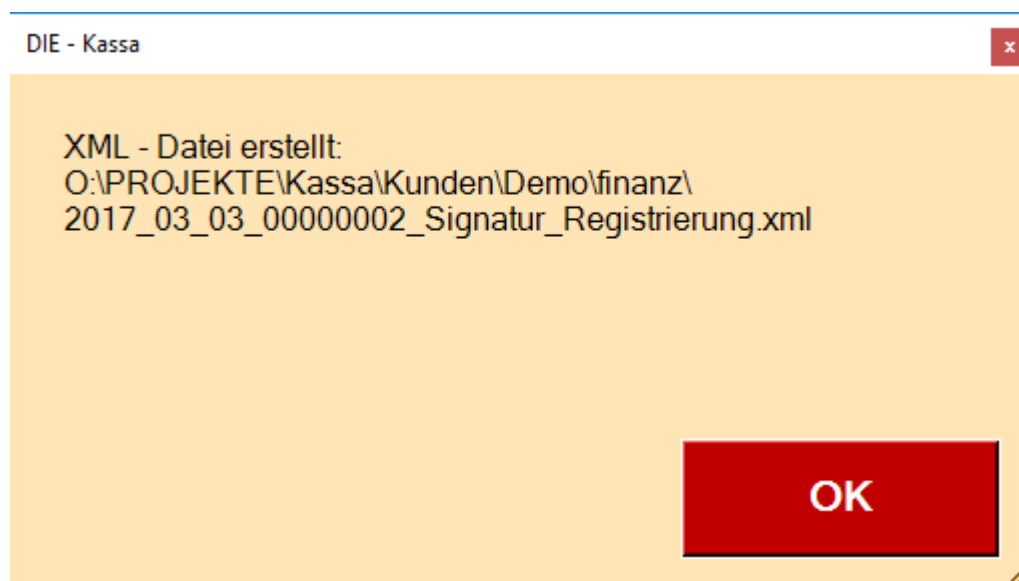 DIE - Kassa
x
XML - Datei erstellt:
O:\PROJEKTE\Kassa\Kunden\Demo\finanz\
2017_03_03_00000002_Signatur_Registrierung.xml
OK